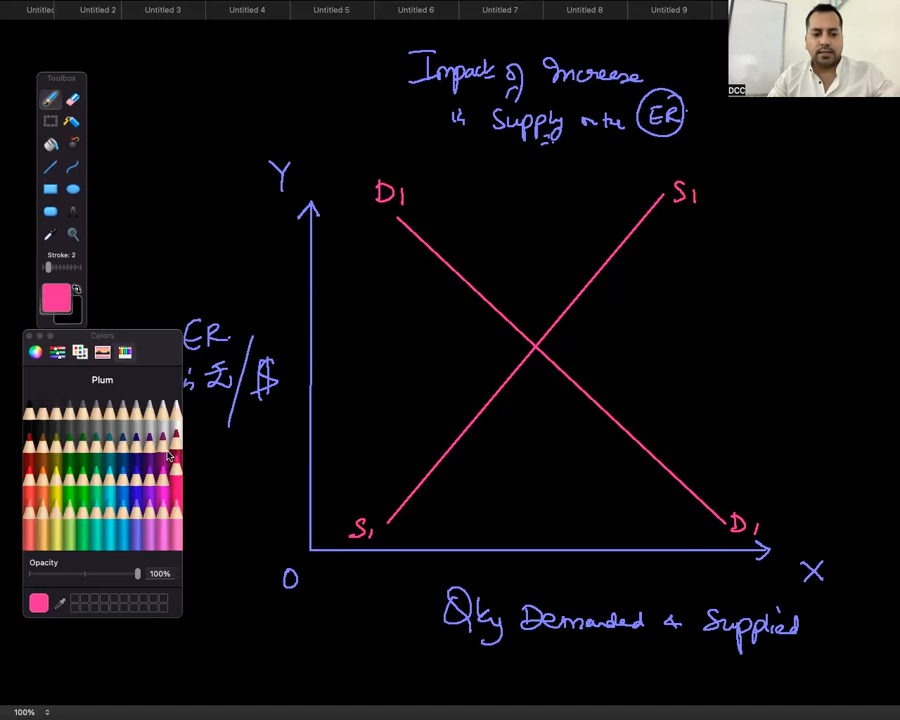 Untitled Untitled 2 Untitled 3 Untitled 4 Untitled 5 Untitled 6 Untitled 7 Untitled 8 Untitled 9
DCC
Toolbox
Impact of Increase
in Supply on the ER
Y
D1
S1
Stroke: 2
Colors
ER
in £/$
Plum
S1
D1
Opacity
100%
0
X
Qty Demanded & Supplied
100%